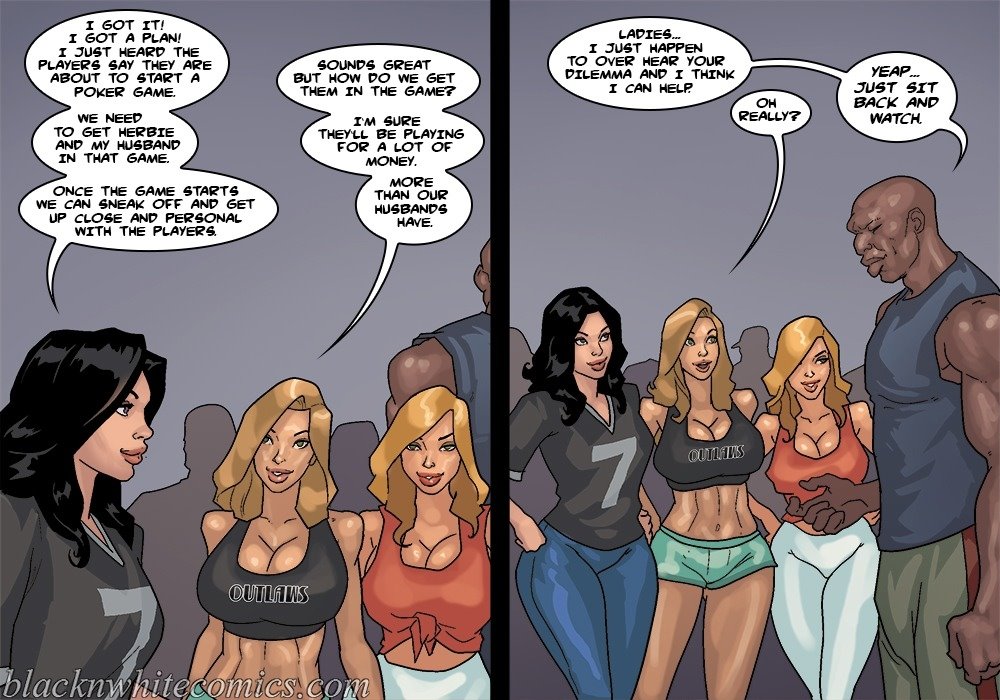 I GOT IT!
I GOT A PLAN!
I JUST HEARD THE
PLAYERS SAY THEY ARE
ABOUT TO START A
POKER GAME.
WE NEED
TO GET HERBIE
AND MY HUSBAND
IN THAT GAME.
ONCE THE GAME STARTS
WE CAN SNEAK OFF AND GET
UP CLOSE AND PERSONAL
WITH THE PLAYERS.
SOUNDS GREAT
BUT HOW DO WE GET
THEM IN THE GAME?
I'M SURE
THEY'LL BE PLAYING
FOR A LOT OF
MONEY.
MORE
THAN OUR
HUSBANDS
HAVE.
7
OUTLAWS
LADIES...
I JUST HAPPEN
TO OVER HEAR YOUR
DILEMMA AND I THINK
I CAN HELP.
OH
REALLY?
YEAP...
JUST SIT
BACK AND
WATCH.
7
OUTLAWS
blacknwhitecomics.com